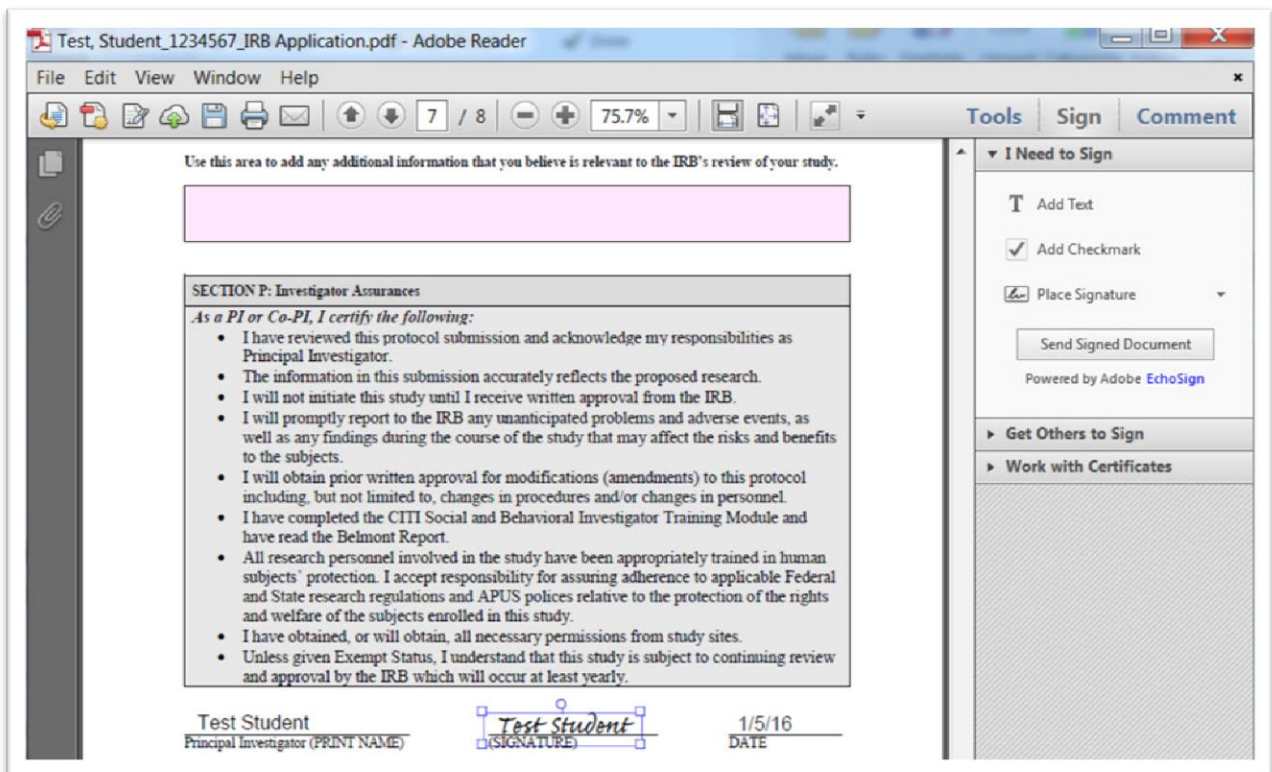 Test, Student_1234567_IRB Application.pdf - Adobe Reader
File Edit View Window Help
7 / 8 75.7% Tools Sign Comment
Use this area to add any additional information that you believe is relevant to the IRB's review of your study.
SECTION P: Investigator Assurances
As a PI or Co-PI, I certify the following:
• I have reviewed this protocol submission and acknowledge my responsibilities as
Principal Investigator.
• The information in this submission accurately reflects the proposed research.
• I will not initiate this study until I receive written approval from the IRB.
• I will promptly report to the IRB any unanticipated problems and adverse events, as
well as any findings during the course of the study that may affect the risks and benefits
to the subjects.
• I will obtain prior written approval for modifications (amendments) to this protocol
including, but not limited to, changes in procedures and/or changes in personnel.
• I have completed the CITI Social and Behavioral Investigator Training Module and
have read the Belmont Report.
• All research personnel involved in the study have been appropriately trained in human
subjects' protection. I accept responsibility for assuring adherence to applicable Federal
and State research regulations and APUS polices relative to the protection of the rights
and welfare of the subjects enrolled in this study.
• I have obtained, or will obtain, all necessary permissions from study sites.
• Unless given Exempt Status, I understand that this study is subject to continuing review
and approval by the IRB which will occur at least yearly.
Test Student Test Student 1/5/16
Principal Investigator (PRINT NAME) (SIGNATURE) DATE
I Need to Sign
T Add Text
Add Checkmark
Place Signature
Send Signed Document
Powered by Adobe EchoSign
Get Others to Sign
Work with Certificates